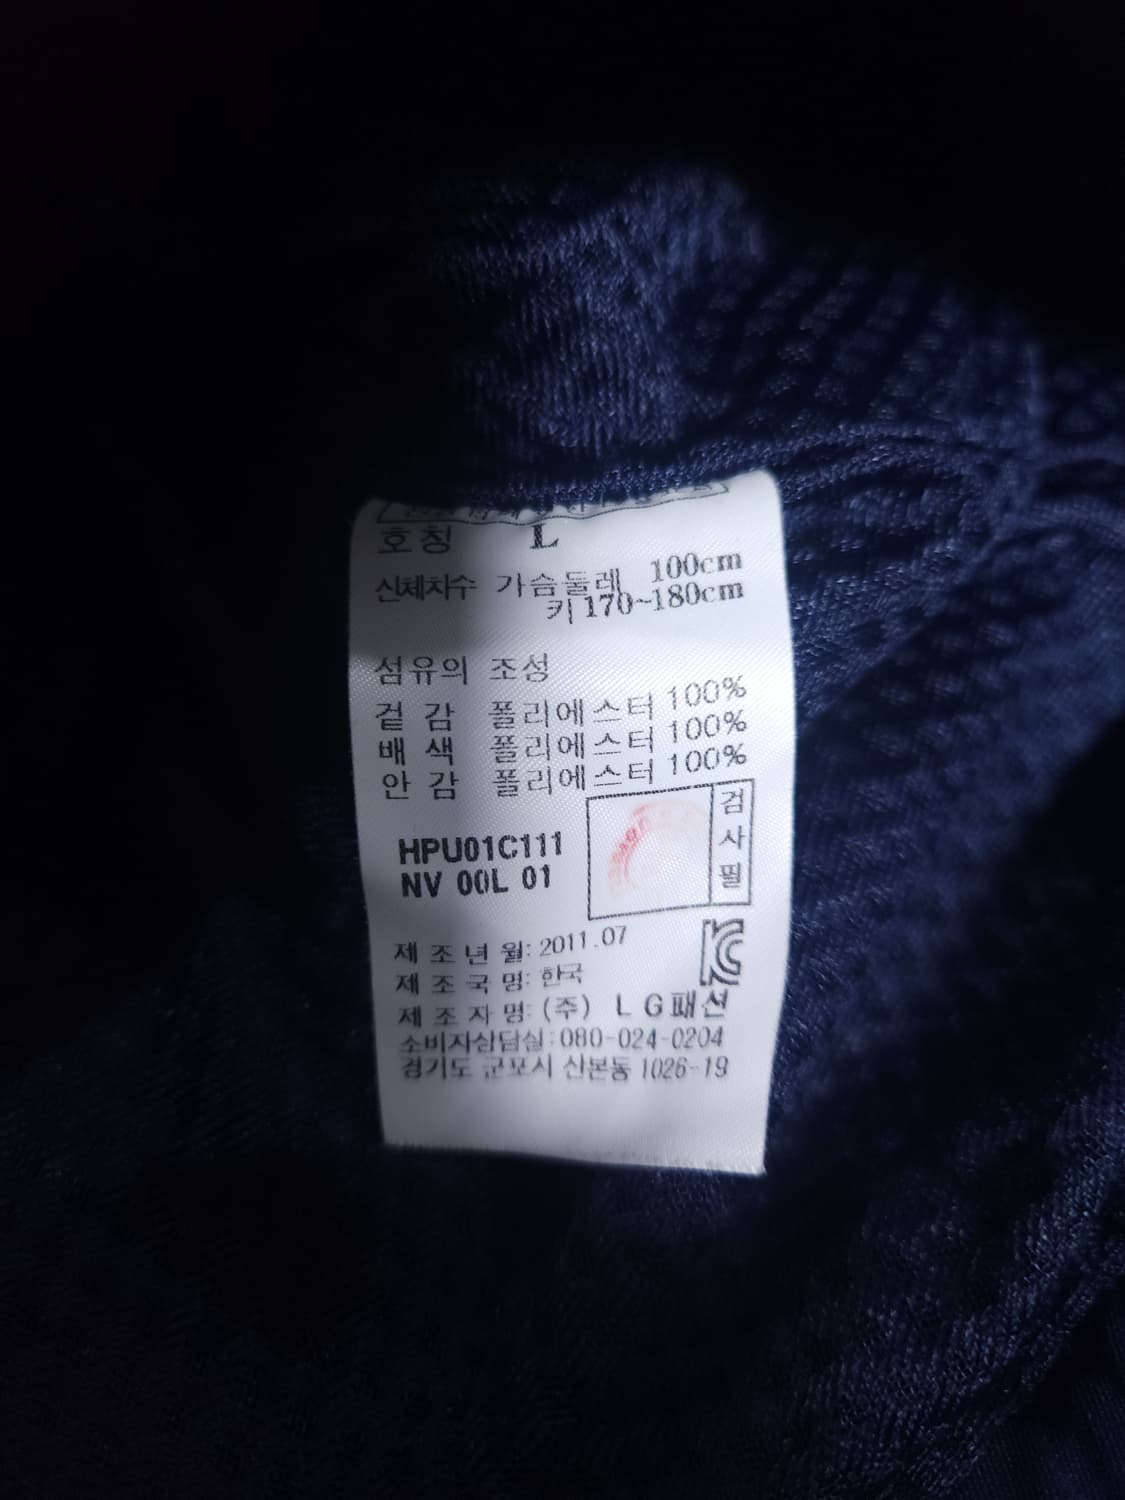 호칭 L
신체치수 가슴둘레 100cm
키 170~180cm
섬유의 조성
겉 감 폴리에스터 100%
배 색 폴리에스터 100%
안 감 폴리에스터 100%
검사필
HPU01C111
NV 00L 01
제 조 년 월: 2011.07
제 조 국 명: 한국
제 조 자 명: (주) LG패션
소비자상담실: 080-024-0204
경기도 군포시 산본동 1026-19